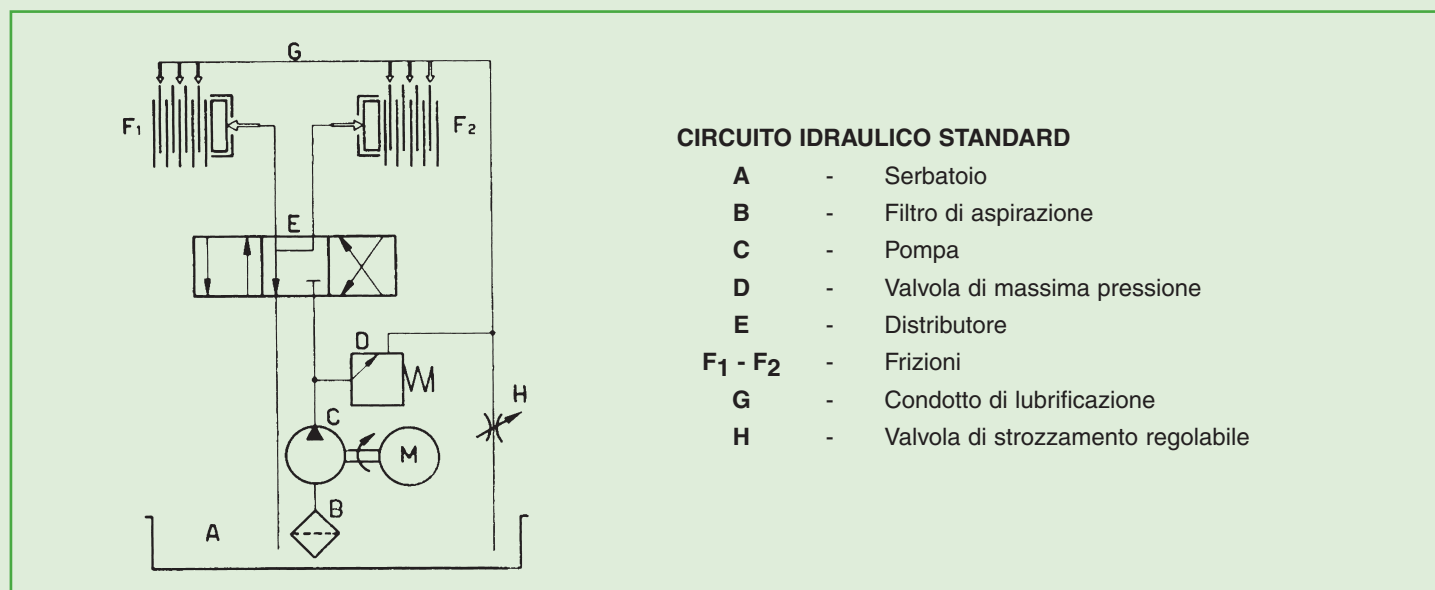 G
F1
F2
E
D
H
C
M
B
A
CIRCUITO IDRAULICO STANDARD
A - Serbatoio
B - Filtro di aspirazione
C - Pompa
D - Valvola di massima pressione
E - Distributore
F1 - F2 - Frizioni
G - Condotto di lubrificazione
H - Valvola di strozzamento regolabile